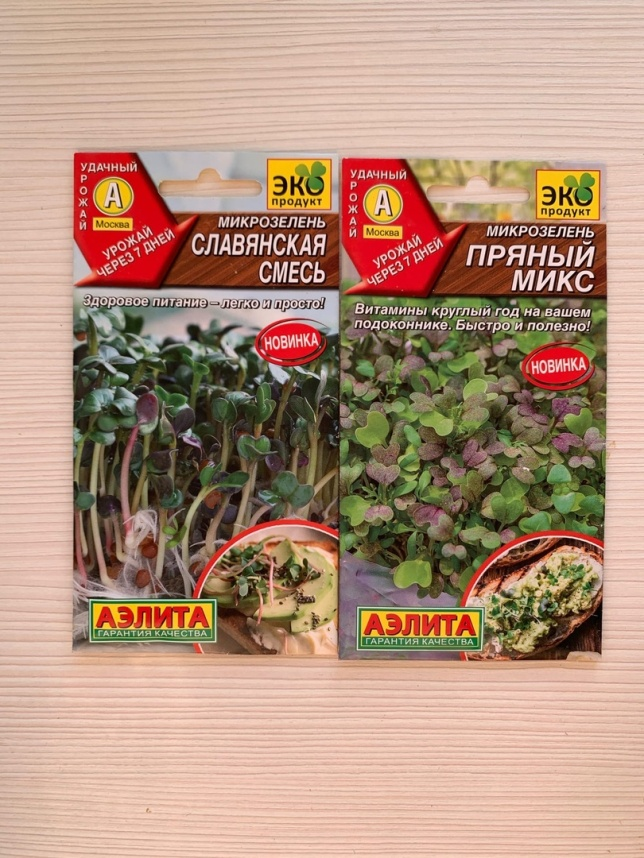 УДАЧНЫЙ
УРОЖАЙ
А
Москва
УРОЖАЙ
ЧЕРЕЗ 7 ДНЕЙ
ЭКО
продукт
МИКРОЗЕЛЕНЬ
СЛАВЯНСКАЯ
СМЕСЬ
Здоровое питание – легко и просто!
НОВИНКА
АЭЛИТА
ГАРАНТИЯ КАЧЕСТВА
УДАЧНЫЙ
УРОЖАЙ
А
Москва
УРОЖАЙ
ЧЕРЕЗ 7 ДНЕЙ
ЭКО
продукт
МИКРОЗЕЛЕНЬ
ПРЯНЫЙ
МИКС
Витамины круглый год на вашем
подоконнике. Быстро и полезно!
НОВИНКА
АЭЛИТА
ГАРАНТИЯ КАЧЕСТВА